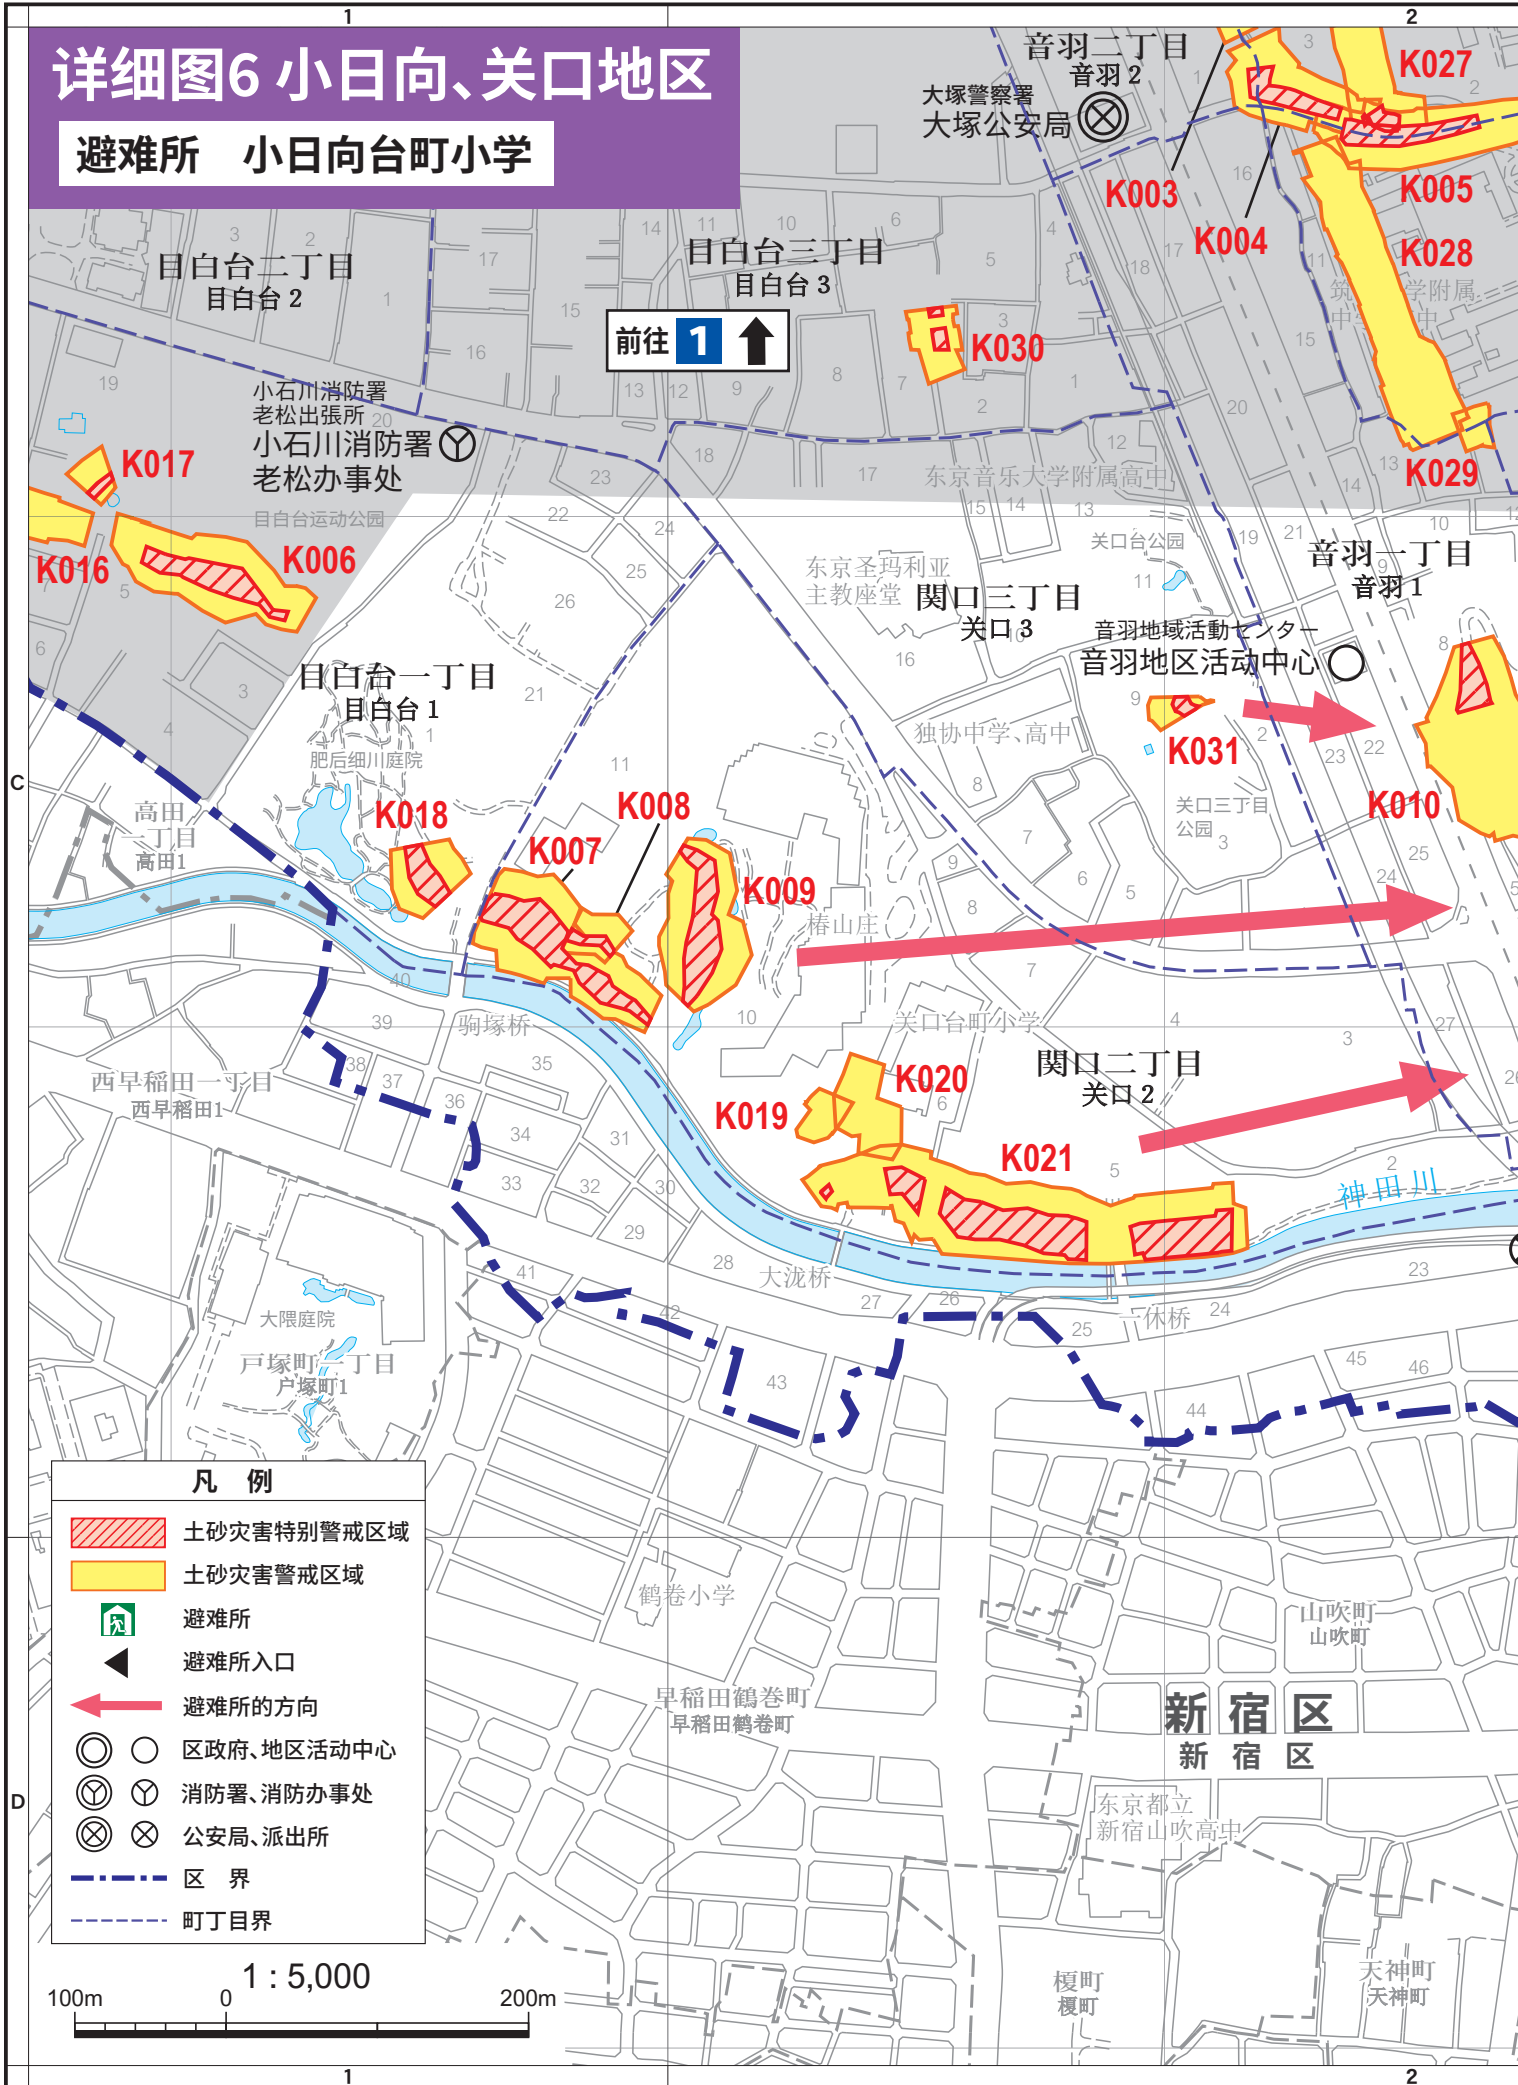 1
2
详细图6 小日向、关口地区
避难所 小日向台町小学
音羽二丁目
音羽 2
大塚警察署
大塚公安局
K027
K003
K005
K004
K028
筑
学附属
中
中
目白台二丁目
目白台 2
目白台三丁目
目白台 3
前往 1
K030
K029
小石川消防署
老松出張所
小石川消防署
老松办事处
K017
目白台运动公园
K016
K006
东京音乐大学附属高中
关口台公园
东京圣玛利亚
主教座堂
関口三丁目
关口 3
音羽一丁目
音羽 1
音羽地域活動センター
音羽地区活动中心
目白台一丁目
目白台 1
肥后细川庭院
独协中学、高中
K031
关口三丁目
公园
K010
C
高田
一丁目
高田1
K018
K008
K007
K009
椿山庄
驹塚桥
关口台町小学
西早稲田一丁目
西早稻田1
関口二丁目
关口 2
K020
K019
K021
神田川
大泷桥
一休桥
大隈庭院
戸塚町一丁目
户塚町1
凡 例
土砂灾害特别警戒区域
土砂灾害警戒区域
避难所
避难所入口
避难所的方向
区政府、地区活动中心
消防署、消防办事处
公安局、派出所
区 界
町丁目界
鹤卷小学
山吹町
山吹町
早稲田鶴巻町
早稻田鹤卷町
新宿区
新宿区
D
东京都立
新宿山吹高中
榎町
榎町
天神町
天神町
1 : 5,000
100m 0 200m
1
2